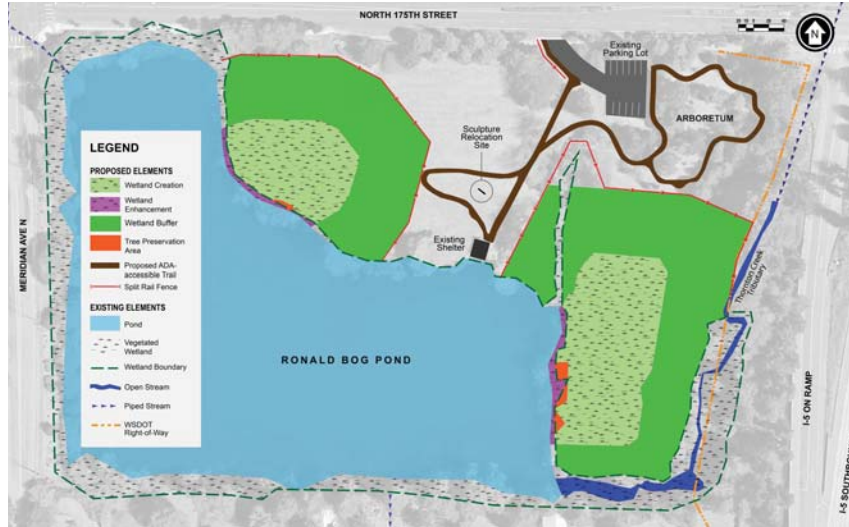 NORTH 175TH STREET
N
Existing
Parking Lot
ARBORETUM
Sculpture
Relocation
Site
Existing
Shelter
MERIDIAN AVE N
LEGEND
PROPOSED ELEMENTS
Wetland Creation
Wetland
Enhancement
Wetland Buffer
Tree Preservation
Area
Proposed ADA-
accessible Trail
Split Rail Fence
EXISTING ELEMENTS
Pond
Vegetated
Wetland
Wetland Boundary
Open Stream
Piped Stream
WSDOT
Right-of-Way
RONALD BOG POND
Thornton Creek
Tributary
I-5 ON RAMP